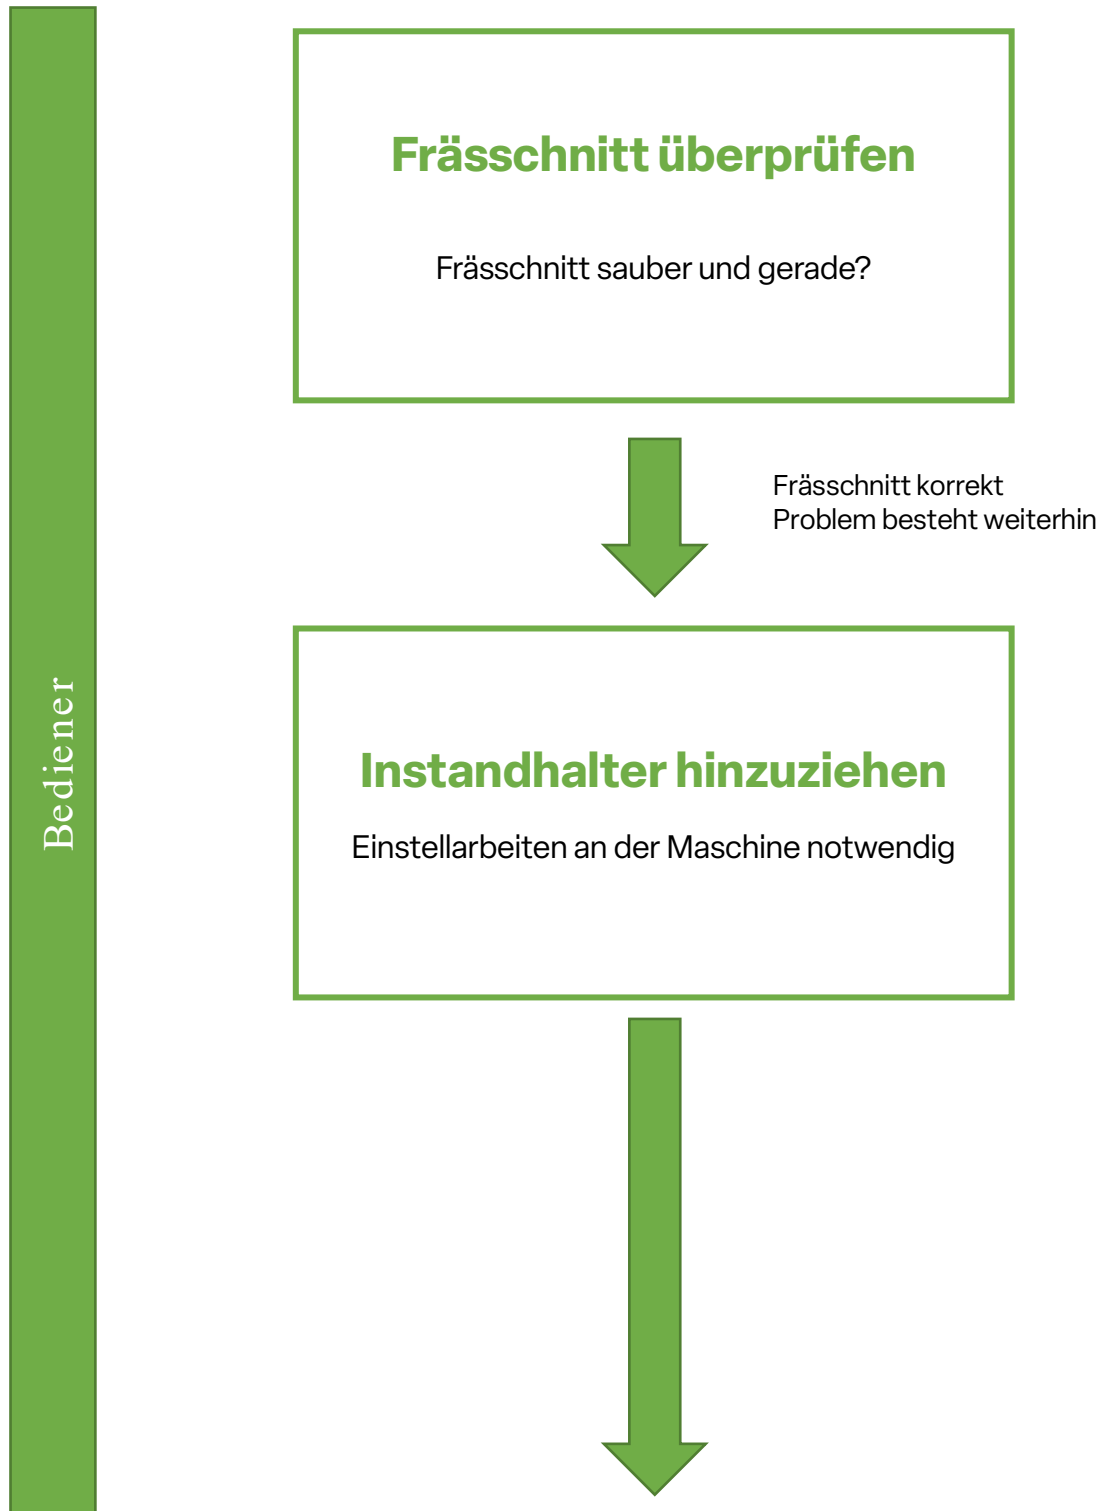 Frässchnitt überprüfen
Frässchnitt sauber und gerade?
Frässchnitt korrekt
Problem besteht weiterhin
Bediener
Instandhalter hinzuziehen
Einstellarbeiten an der Maschine notwendig